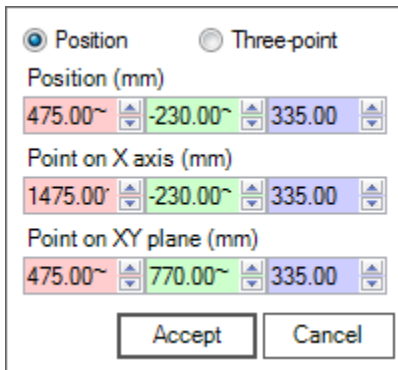 Position Three-point
Position (mm)
475.00~ -230.00~ 335.00
Point on X axis (mm)
1475.00 -230.00~ 335.00
Point on XY plane (mm)
475.00~ 770.00~ 335.00
Accept Cancel